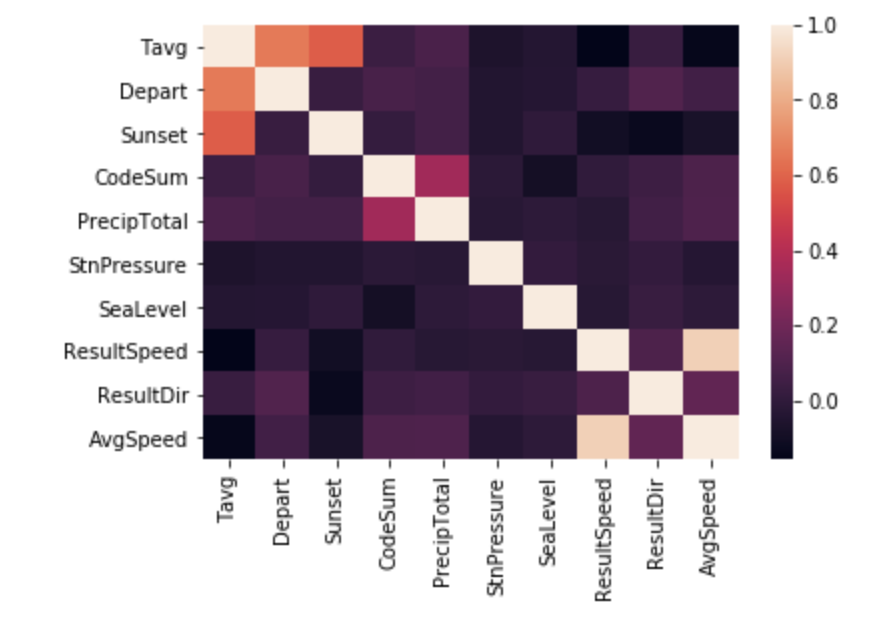 Tavg
Depart
Sunset
CodeSum
PrecipTotal
StnPressure
SeaLevel
ResultSpeed
ResultDir
AvgSpeed
Tavg
Depart
Sunset
CodeSum
PrecipTotal
StnPressure
SeaLevel
ResultSpeed
ResultDir
AvgSpeed
1.0
0.8
0.6
0.4
0.2
0.0